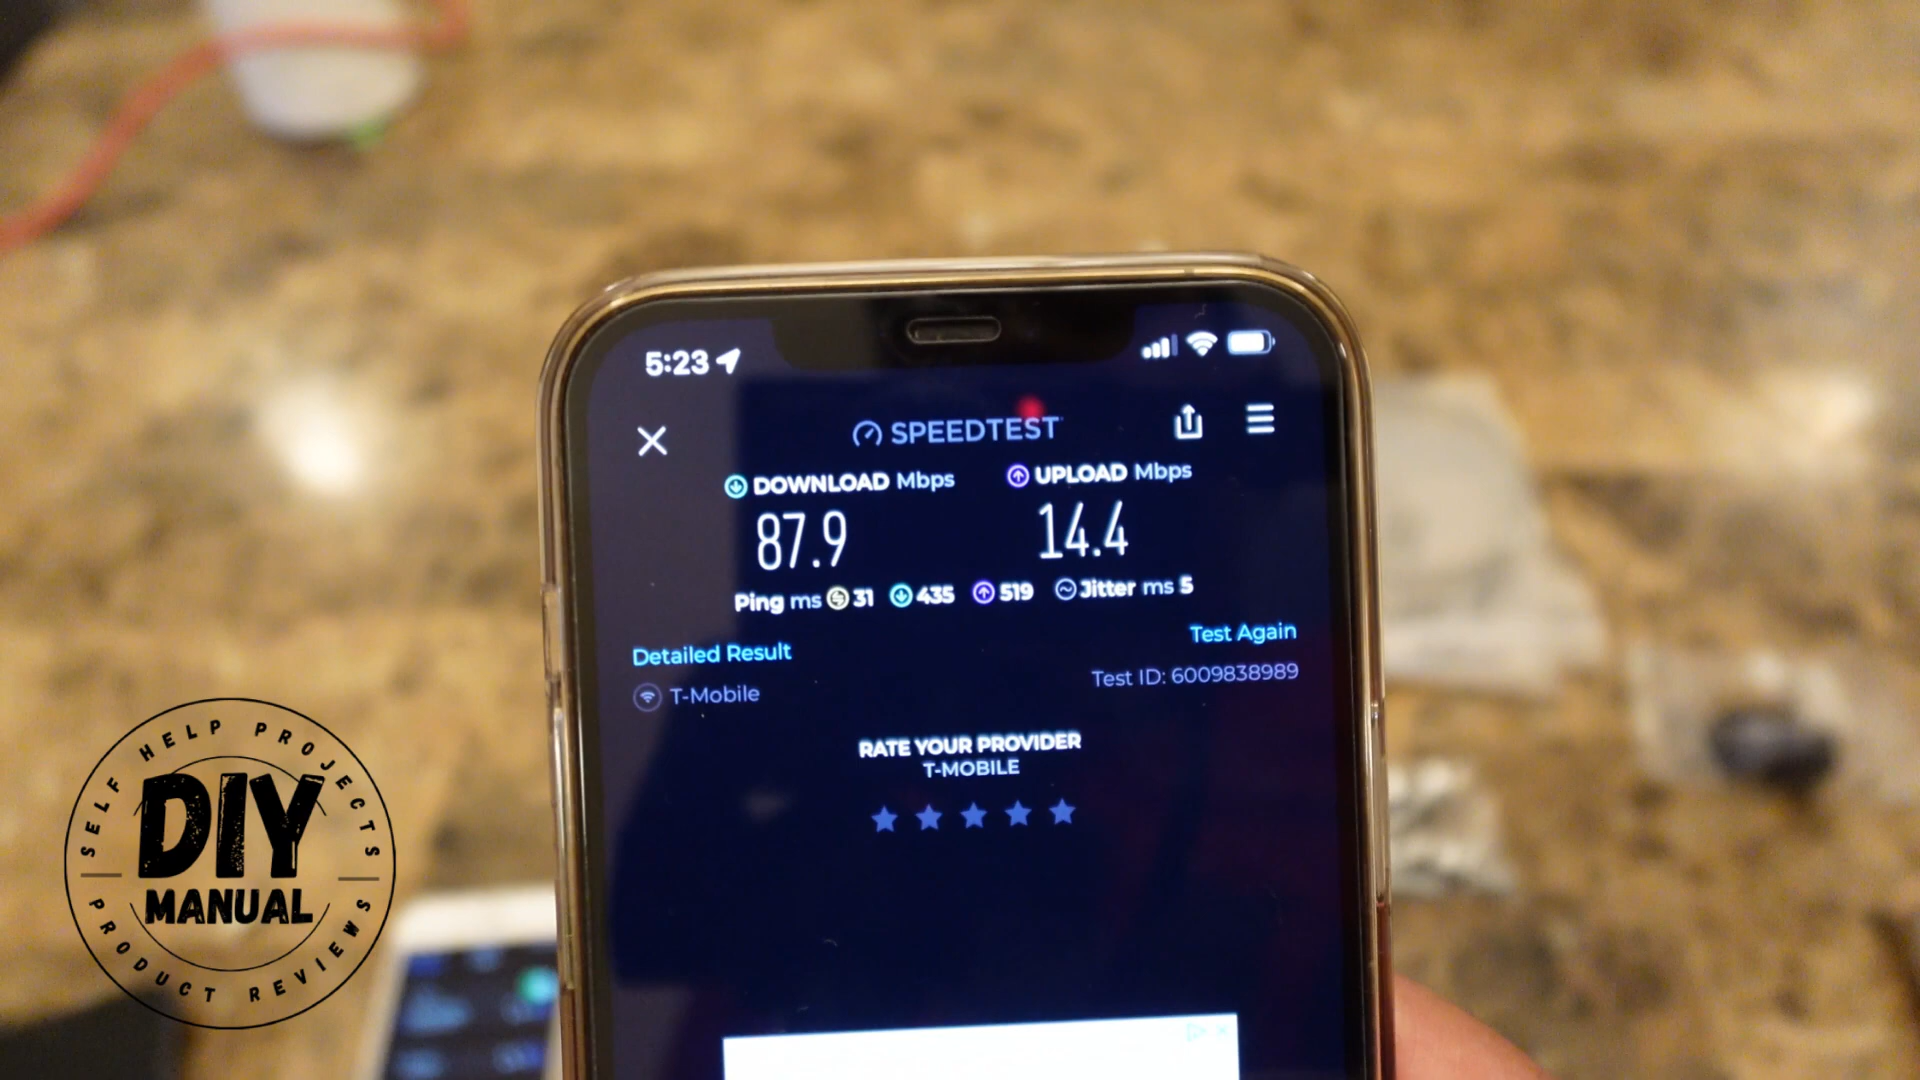 5:23
SPEEDTEST
DOWNLOAD Mbps
UPLOAD Mbps
87.9
14.4
Ping ms 31 435 519 Jitter ms 5
Detailed Result
Test Again
T-Mobile
Test ID: 6009838989
RATE YOUR PROVIDER
T-MOBILE
SELF HELP PROJECTS
DIY
MANUAL
PRODUCT REVIEWS